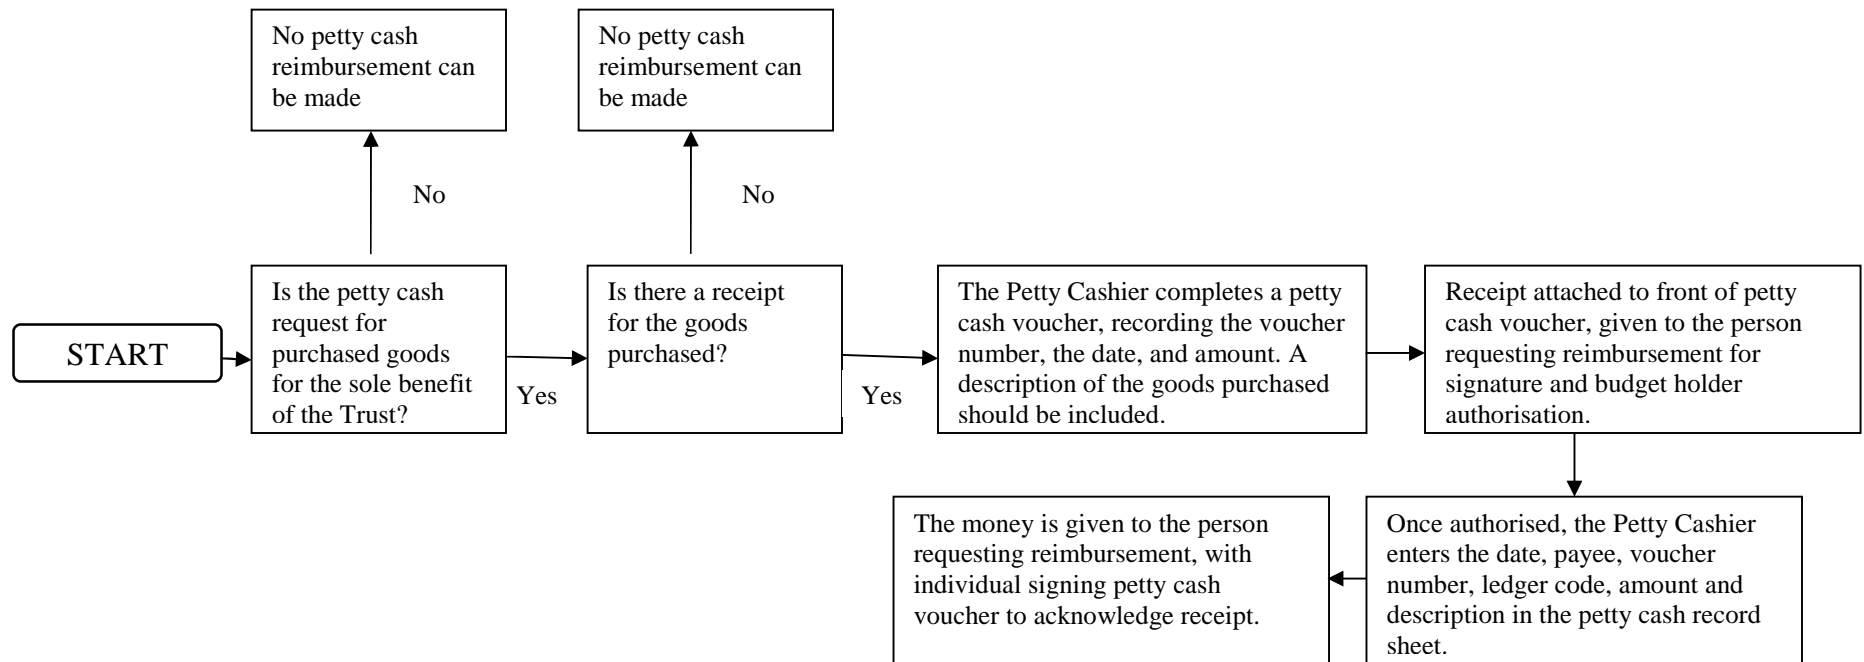 No petty cash
reimbursement can
be made
No petty cash
reimbursement can
be made
No
No
START
Is the petty cash
request for
purchased goods
for the sole benefit
of the Trust?
Yes
Is there a receipt
for the goods
purchased?
Yes
The Petty Cashier completes a petty
cash voucher, recording the voucher
number, the date, and amount. A
description of the goods purchased
should be included.
Receipt attached to front of petty
cash voucher, given to the person
requesting reimbursement for
signature and budget holder
authorisation.
Once authorised, the Petty Cashier
enters the date, payee, voucher
number, ledger code, amount and
description in the petty cash record
sheet.
The money is given to the person
requesting reimbursement, with
individual signing petty cash
voucher to acknowledge receipt.